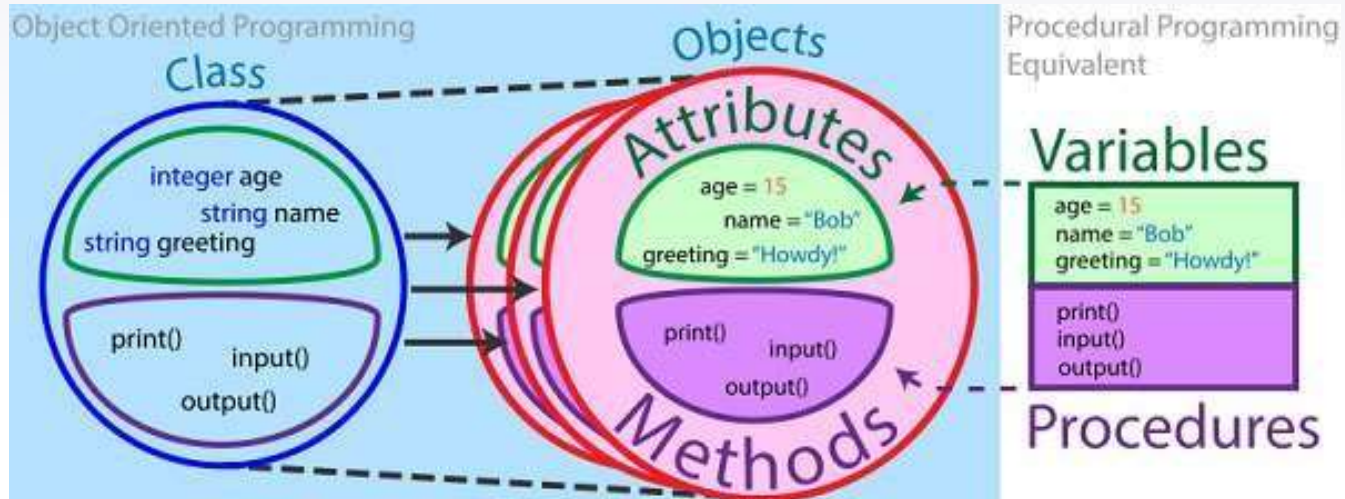 Object Oriented Programming
Class
integer age
string name
string greeting
print()
input()
output()
Objects
Attributes
age = 15
name = "Bob"
greeting = "Howdy!"
print()
input()
output()
Methods
Procedural Programming
Equivalent
Variables
age = 15
name = "Bob"
greeting = "Howdy!"
print()
input()
output()
Procedures